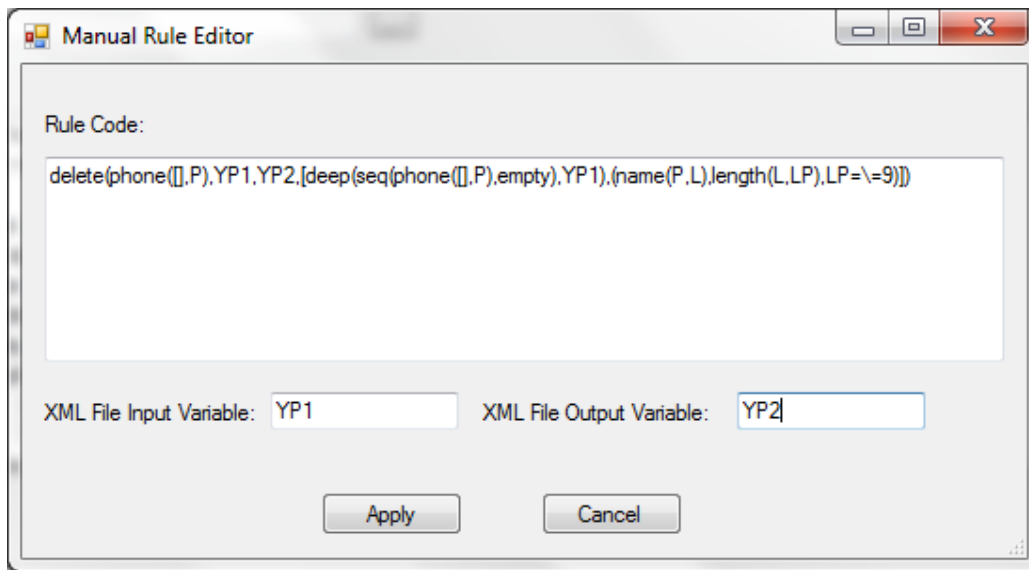 Manual Rule Editor
Rule Code:
delete(phone([],P),YP1,YP2,[deep(seq(phone([],P),empty),YP1),(name(P,L),length(L,LP),LP=\=9)])
XML File Input Variable: YP1 XML File Output Variable: YP2
Apply Cancel